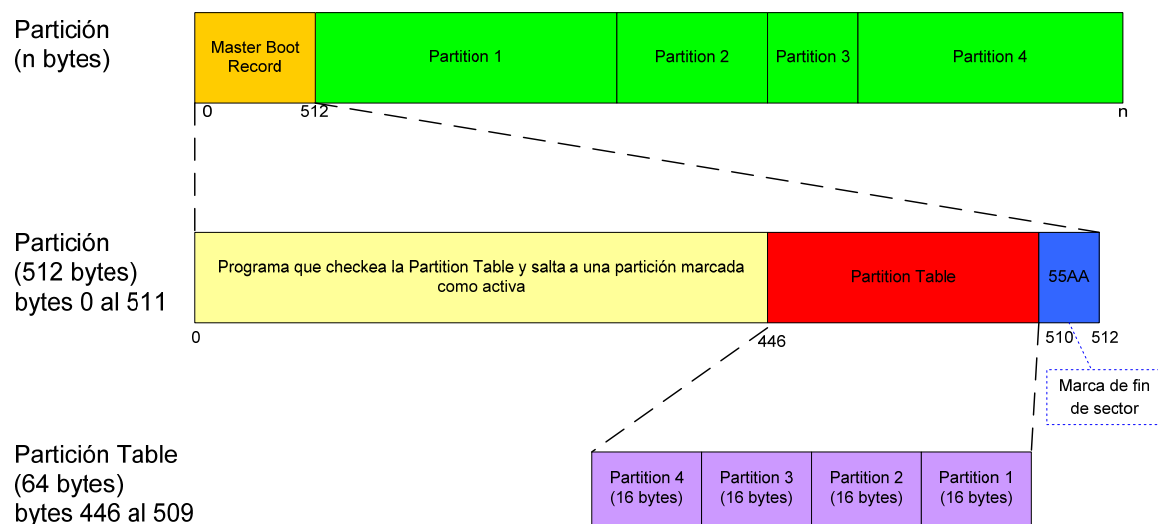 Partición
(n bytes)
Master Boot
Record
Partition 1
Partition 2
Partition 3
Partition 4
0
512
n
Partición
(512 bytes)
bytes 0 al 511
Programa que checkea la Partition Table y salta a una partición marcada
como activa
Partition Table
55AA
0
446
510
512
Marca de fin
de sector
Partición Table
(64 bytes)
bytes 446 al 509
Partition 4
(16 bytes)
Partition 3
(16 bytes)
Partition 2
(16 bytes)
Partition 1
(16 bytes)